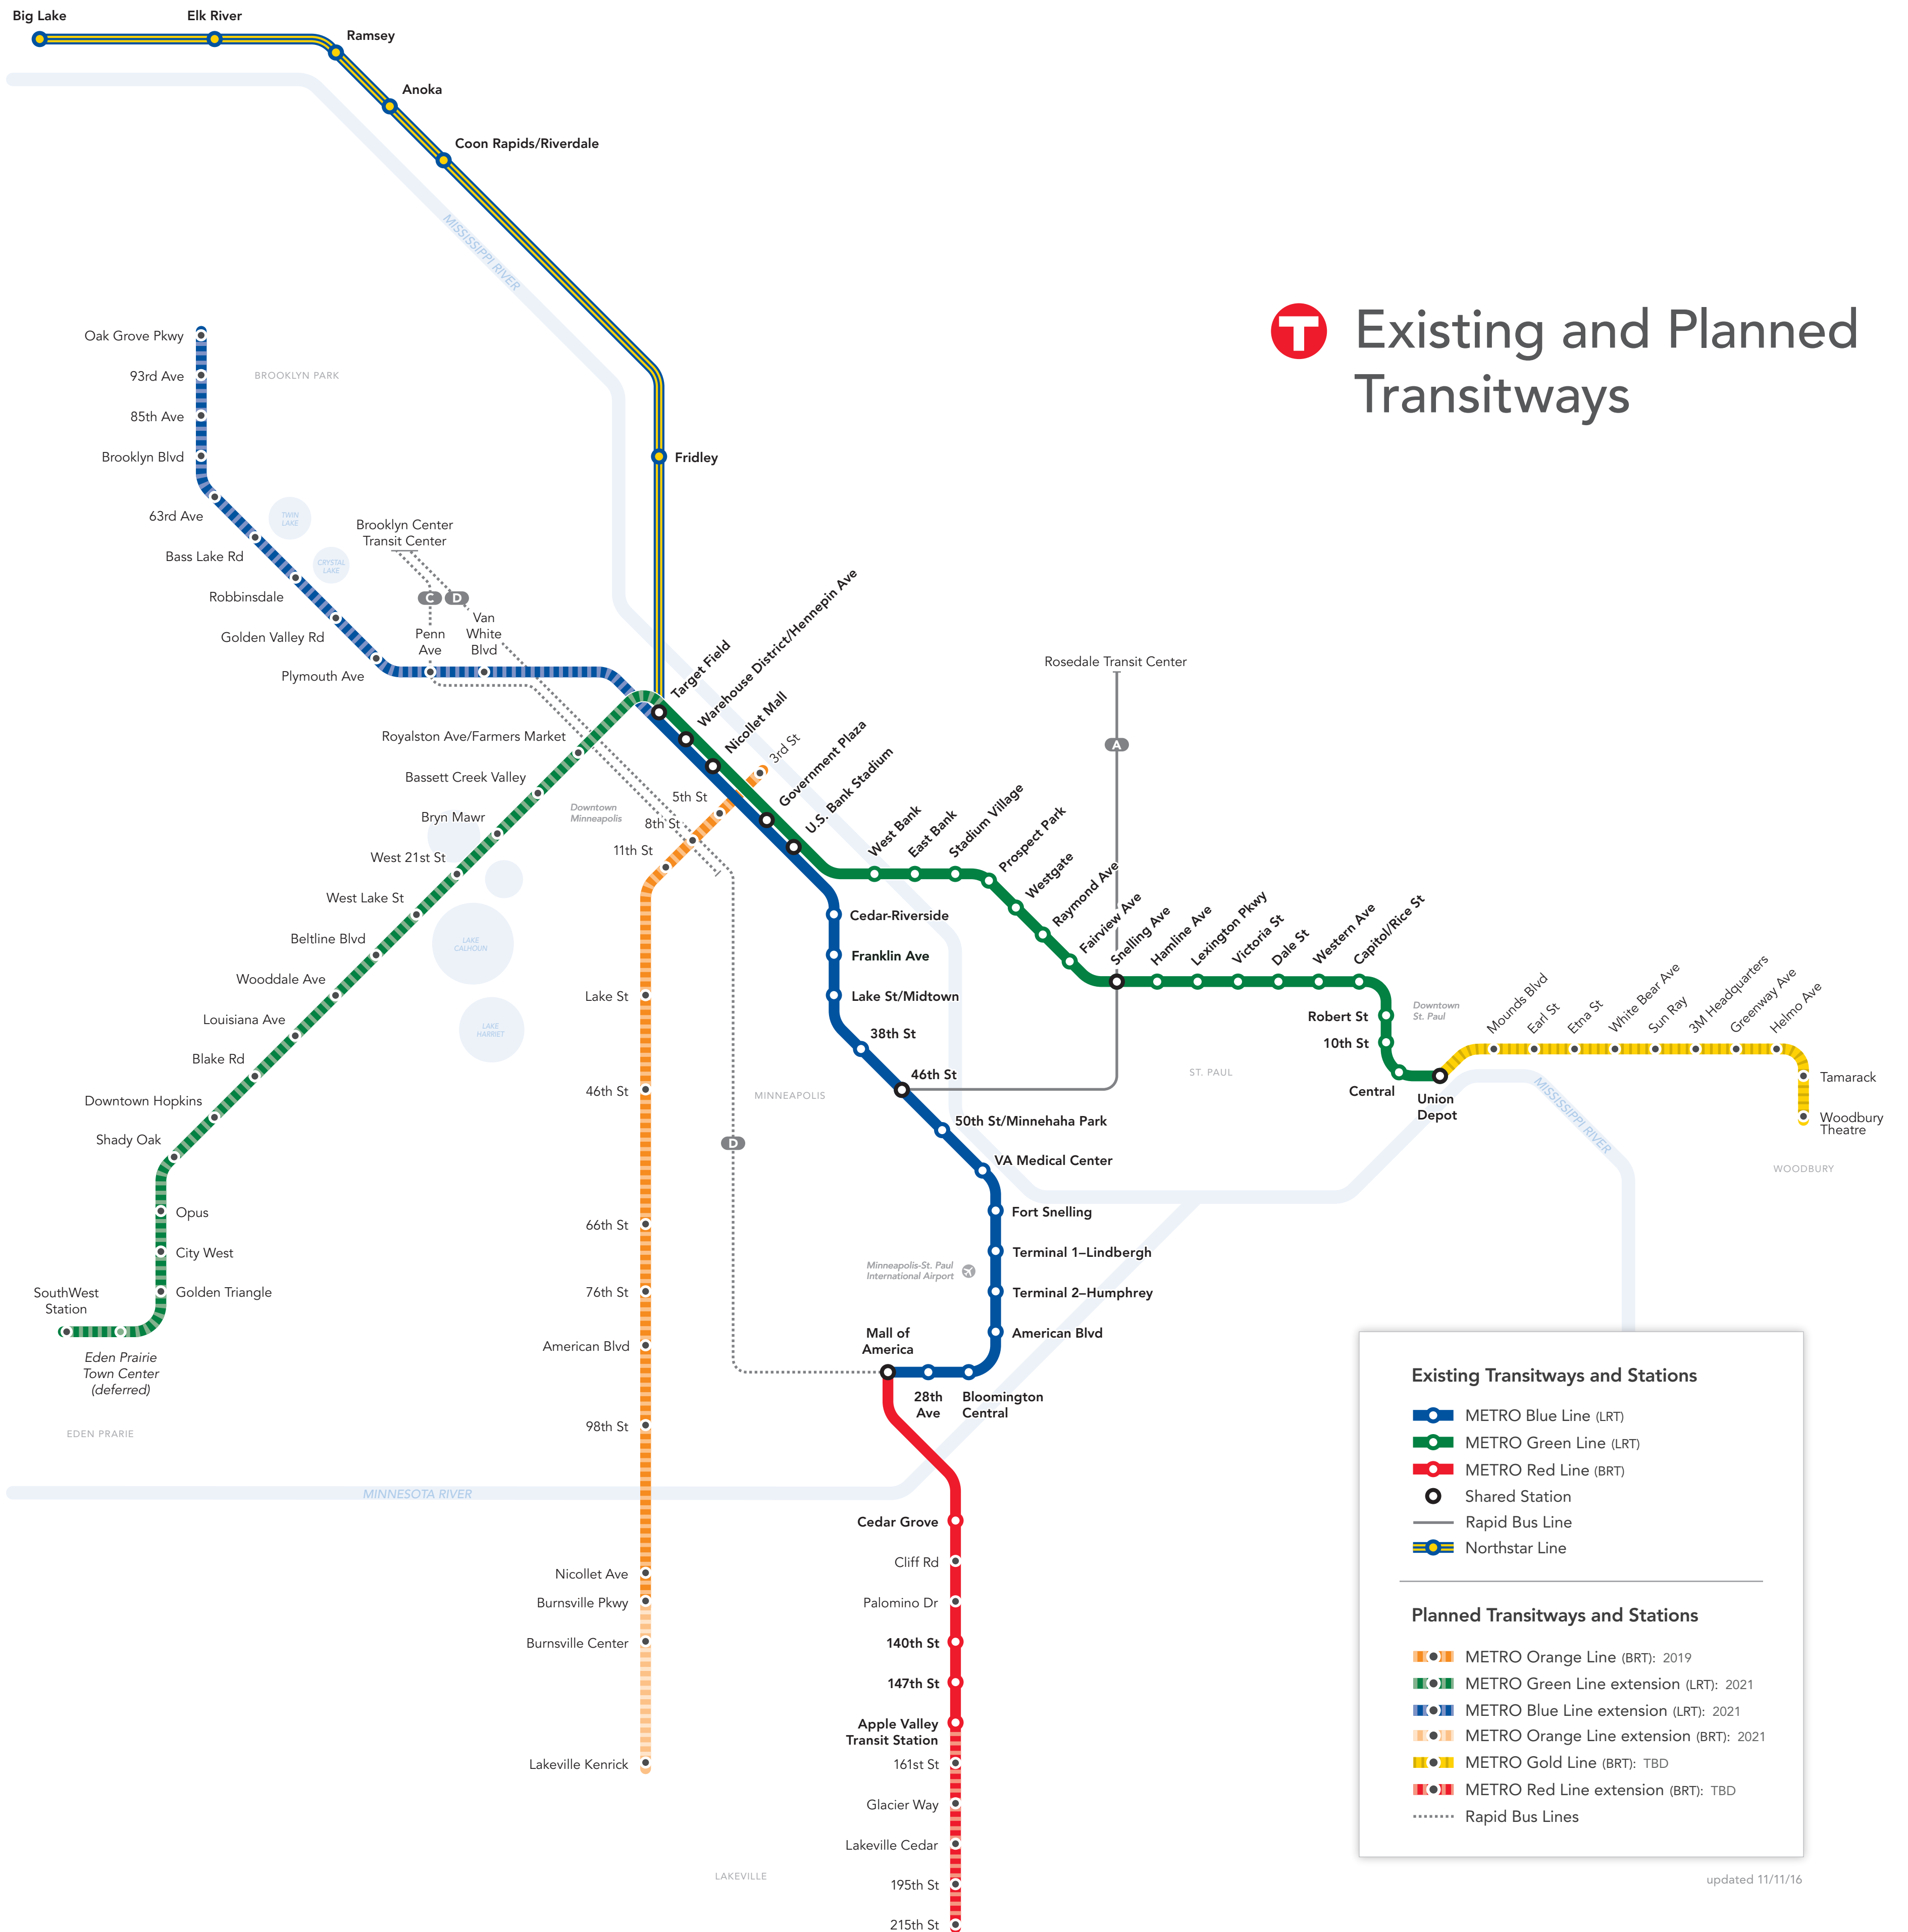 Big Lake
Elk River
Ramsey
Anoka
Coon Rapids/Riverdale
MISSISSIPPI RIVER
T Existing and Planned
Transitways
Oak Grove Pkwy
93rd Ave
BROOKLYN PARK
85th Ave
Brooklyn Blvd
Fridley
63rd Ave
TWIN
LAKE
Bass Lake Rd
CRYSTAL
LAKE
Brooklyn Center
Transit Center
Robbinsdale
C
D
Golden Valley Rd
Penn
Ave
Van
White
Blvd
Plymouth Ave
Target Field
Warehouse District/Hennepin Ave
Nicollet Mall
3rd St
Government Plaza
U.S. Bank Stadium
Rosedale Transit Center
A
Royalston Ave/Farmers Market
Bassett Creek Valley
Bryn Mawr
West 21st St
West Lake St
Beltline Blvd
Wooddale Ave
Louisiana Ave
Blake Rd
Downtown Hopkins
Shady Oak
Opus
City West
Golden Triangle
SouthWest
Station
Eden Prairie
Town Center
(deferred)
EDEN PRARIE
LAKE
CALHOUN
LAKE
HARRIET
Downtown
Minneapolis
5th St
8th St
11th St
Lake St
46th St
66th St
76th St
American Blvd
98th St
MINNESOTA RIVER
Nicollet Ave
Burnsville Pkwy
Burnsville Center
Lakeville Kenrick
West Bank
East Bank
Stadium Village
Prospect Park
Westgate
Raymond Ave
Fairview Ave
Snelling Ave
Hamline Ave
Lexington Pkwy
Victoria St
Dale St
Western Ave
Capitol/Rice St
Robert St
10th St
Central
Union
Depot
Downtown
St. Paul
Mounds Blvd
Earl St
Etna St
White Bear Ave
Sun Ray
3M Headquarters
Greenway Ave
Helmo Ave
Tamarack
Woodbury
Theatre
WOODBURY
MISSISSIPPI RIVER
ST. PAUL
MINNEAPOLIS
D
Cedar-Riverside
Franklin Ave
Lake St/Midtown
38th St
46th St
50th St/Minnehaha Park
VA Medical Center
Fort Snelling
Terminal 1–Lindbergh
Minneapolis-St. Paul
International Airport
Terminal 2–Humphrey
American Blvd
Mall of
America
28th
Ave
Bloomington
Central
Cedar Grove
Cliff Rd
Palomino Dr
140th St
147th St
Apple Valley
Transit Station
161st St
Glacier Way
Lakeville Cedar
LAKEVILLE
195th St
215th St
Existing Transitways and Stations
METRO Blue Line (LRT)
METRO Green Line (LRT)
METRO Red Line (BRT)
Shared Station
Rapid Bus Line
Northstar Line
Planned Transitways and Stations
METRO Orange Line (BRT): 2019
METRO Green Line extension (LRT): 2021
METRO Blue Line extension (LRT): 2021
METRO Orange Line extension (BRT): 2021
METRO Gold Line (BRT): TBD
METRO Red Line extension (BRT): TBD
Rapid Bus Lines
updated 11/11/16